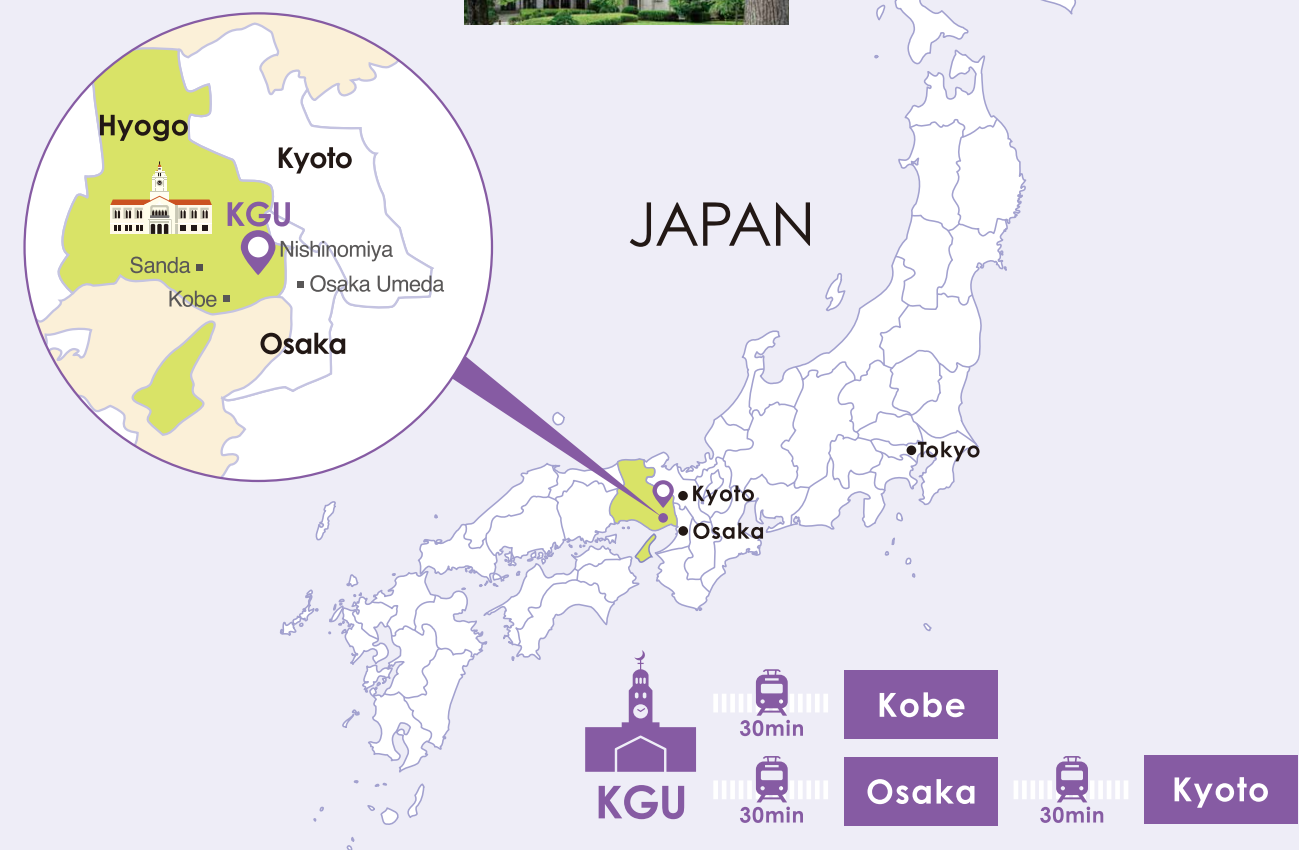 Hyogo
Kyoto
KGU
Nishinomiya
Sanda
Osaka Umeda
Kobe
Osaka
JAPAN
Tokyo
Kyoto
Osaka
30min
Kobe
KGU
30min
Osaka
30min
Kyoto